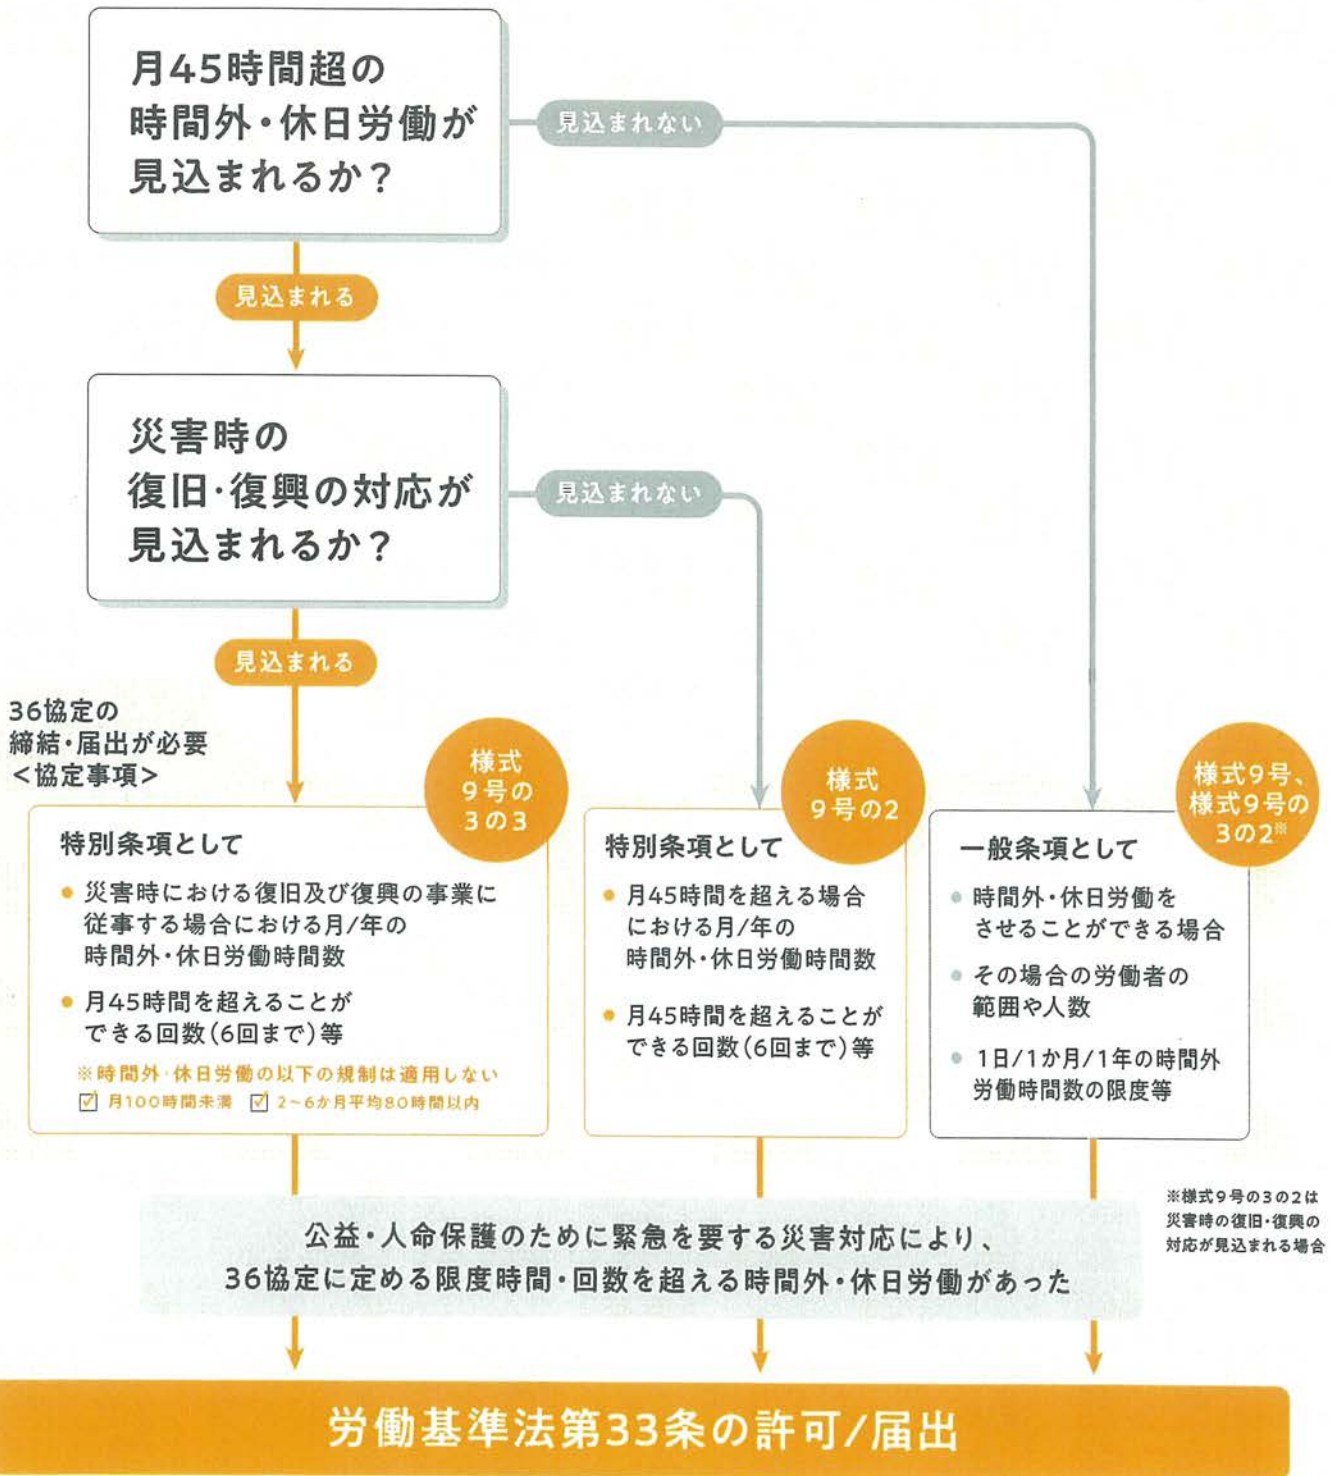 月45時間超の
時間外・休日労働が
見込まれるか？
見込まれない
見込まれる
災害時の
復旧・復興の対応が
見込まれるか？
見込まれない
見込まれる
36協定の
締結・届出が必要
＜協定事項＞
様式
9号の
3の3
特別条項として
● 災害時における復旧及び復興の事業に
従事する場合における月/年の
時間外・休日労働時間数
● 月45時間を超えることが
できる回数(6回まで)等
※時間外・休日労働の以下の規制は適用しない
☑ 月100時間未満 ☑ 2~6か月平均80時間以内
様式
9号の2
特別条項として
● 月45時間を超える場合
における月/年の
時間外・休日労働時間数
● 月45時間を超えることが
できる回数(6回まで)等
様式9号、
様式9号の
3の2※
一般条項として
● 時間外・休日労働を
させることができる場合
● その場合の労働者の
範囲や人数
● 1日/1か月/1年の時間外
労働時間数の限度等
※様式9号の3の2は
災害時の復旧・復興の
対応が見込まれる場合
公益・人命保護のために緊急を要する災害対応により、
36協定に定める限度時間・回数を超える時間外・休日労働があった
労働基準法第33条の許可/届出